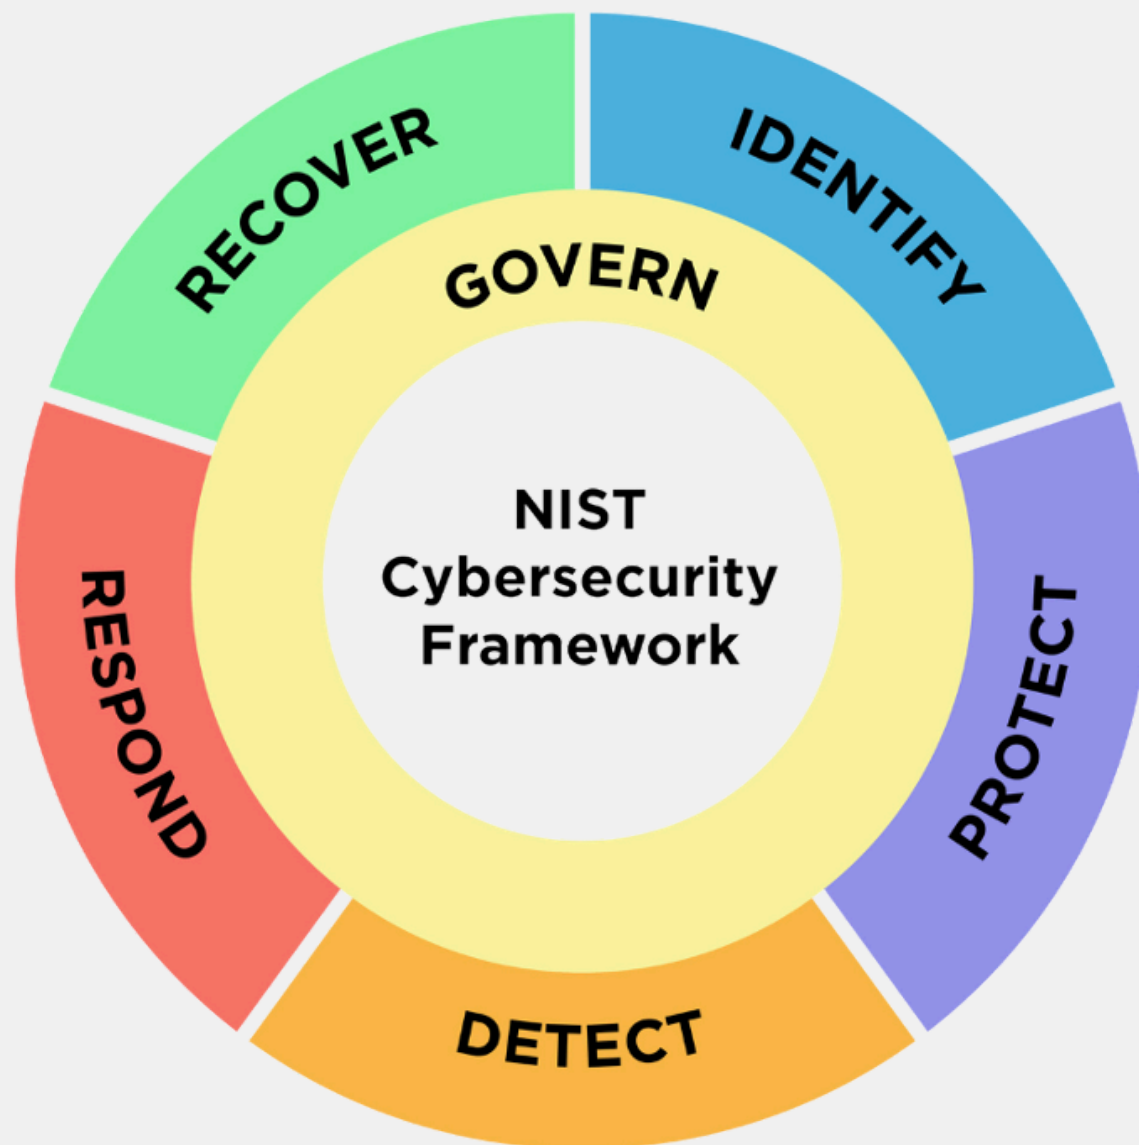 RECOVER
IDENTIFY
GOVERN
NIST
Cybersecurity
Framework
RESPOND
PROTECT
DETECT